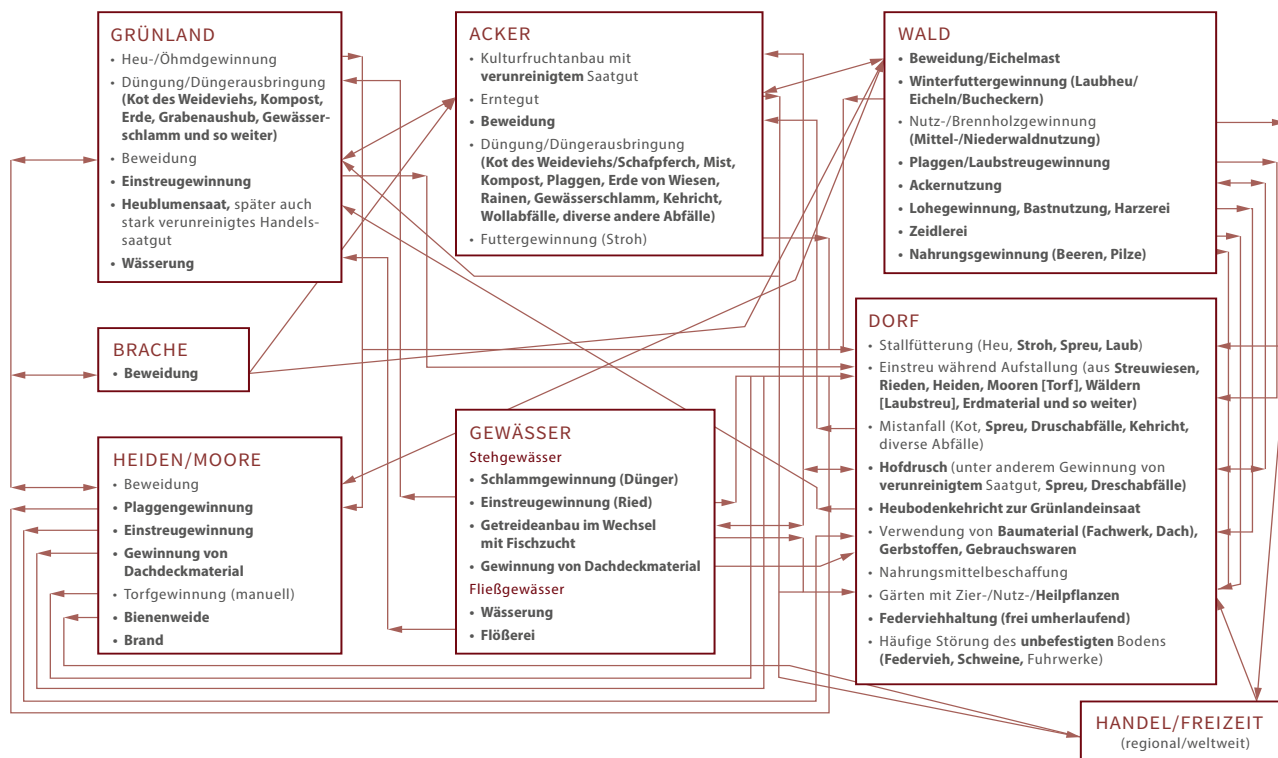 GRÜNLAND
• Heu-/Öhmdgewinnung
• Düngung/Düngerausbringung
(Kot des Weideviehs, Kompost,
Erde, Grabenaushub, Gewässer-
schlamm und so weiter)
• Beweidung
• Einstreugewinnung
• Heublumensaat, später auch
stark verunreinigtes Handels-
saatgut
• Wässerung
ACKER
• Kulturfruchtanbau mit
verunreinigtem Saatgut
• Erntegut
• Beweidung
• Düngung/Düngerausbringung
(Kot des Weideviehs/Schafpferch, Mist,
Kompost, Plaggen, Erde von Wiesen,
Rainen, Gewässerschlamm, Kehricht,
Wollabfälle, diverse andere Abfälle)
• Futtergewinnung (Stroh)
WALD
• Beweidung/Eichelmast
• Winterfuttergewinnung (Laubheu/
Eicheln/Bucheckern)
• Nutz-/Brennholzgewinnung
(Mittel-/Niederwaldnutzung)
• Plaggen/Laubstreugewinnung
• Ackernutzung
• Lohegewinnung, Bastnutzung, Harzerei
• Zeidlerei
• Nahrungsgewinnung (Beeren, Pilze)
BRACHE
• Beweidung
HEIDEN/MOORE
• Beweidung
• Plaggengewinnung
• Einstreugewinnung
• Gewinnung von
Dachdeckmaterial
• Torfgewinnung (manuell)
• Bienenweide
• Brand
GEWÄSSER
Stehgewässer
• Schlammgewinnung (Dünger)
• Einstreugewinnung (Ried)
• Getreideanbau im Wechsel
mit Fischzucht
• Gewinnung von Dachdeckmaterial
Fließgewässer
• Wässerung
• Flößerei
DORF
• Stallfütterung (Heu, Stroh, Spreu, Laub)
• Einstreu während Aufstallung (aus Streuwiesen,
Rieden, Heiden, Mooren [Torf], Wäldern
[Laubstreu], Erdmaterial und so weiter)
• Mistanfall (Kot, Spreu, Druschabfälle, Kehricht,
diverse Abfälle)
• Hofdrusch (unter anderem Gewinnung von
verunreinigtem Saatgut, Spreu, Dreschabfälle)
• Heubodenkehricht zur Grünlandeinsaat
• Verwendung von Baumaterial (Fachwerk, Dach),
Gerbstoffen, Gebrauchswaren
• Nahrungsmittelbeschaffung
• Gärten mit Zier-/Nutz-/Heilpflanzen
• Federviehhaltung (frei umherlaufend)
• Häufige Störung des unbefestigten Bodens
(Federvieh, Schweine, Fuhrwerke)
HANDEL/FREIZEIT
(regional/weltweit)